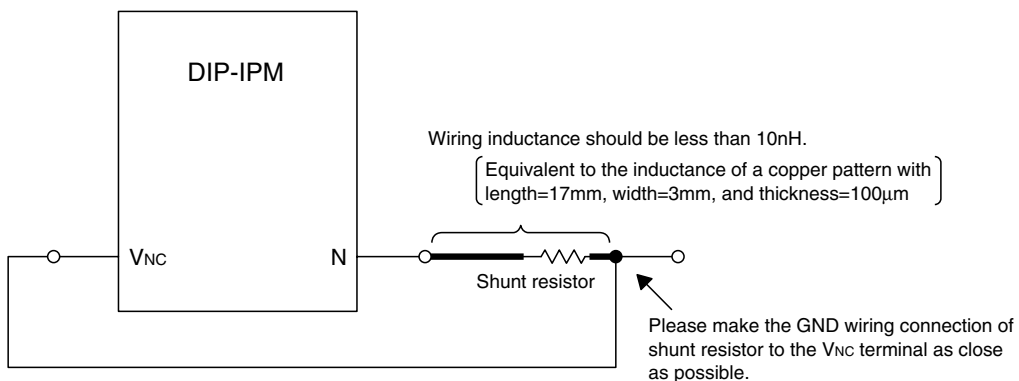 DIP-IPM
Wiring inductance should be less than 10nH.
Equivalent to the inductance of a copper pattern with
length=17mm, width=3mm, and thickness=100μm
VNC
N
Shunt resistor
Please make the GND wiring connection of
shunt resistor to the VNC terminal as close
as possible.